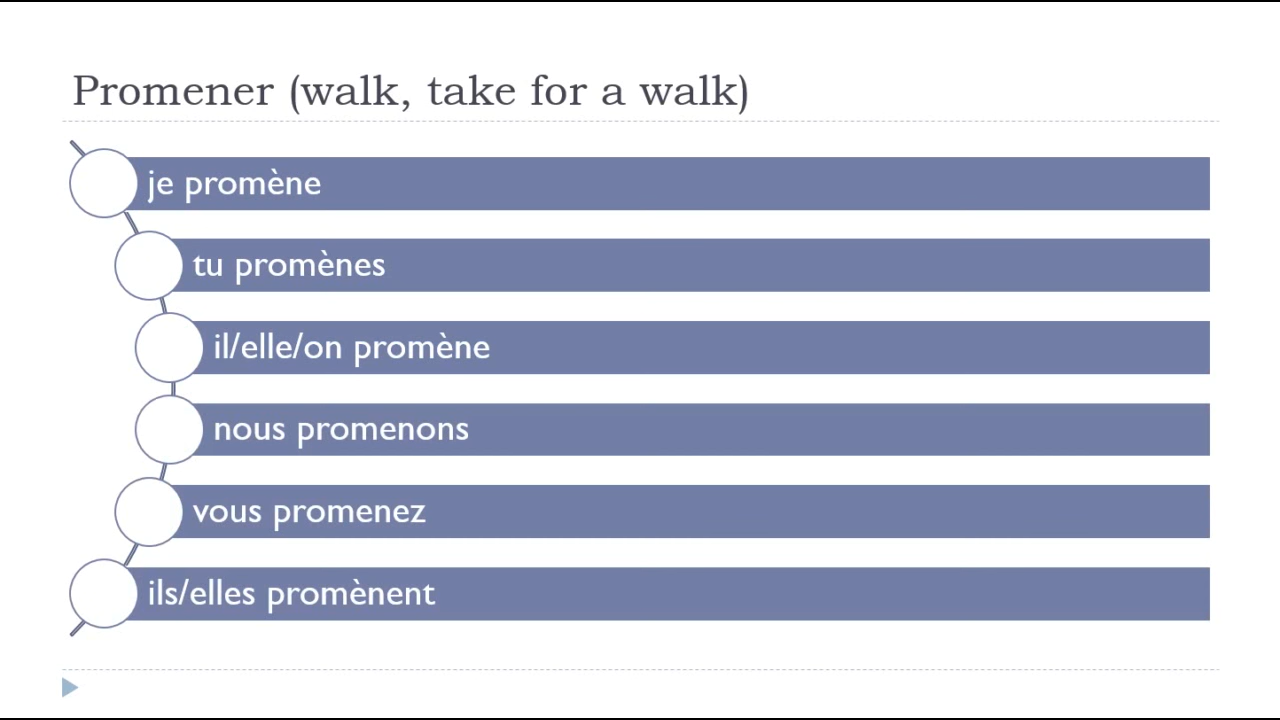 Promener (walk, take for a walk)
je promène
tu promènes
il/elle/on promène
nous promenons
vous promenez
ils/elles promènent